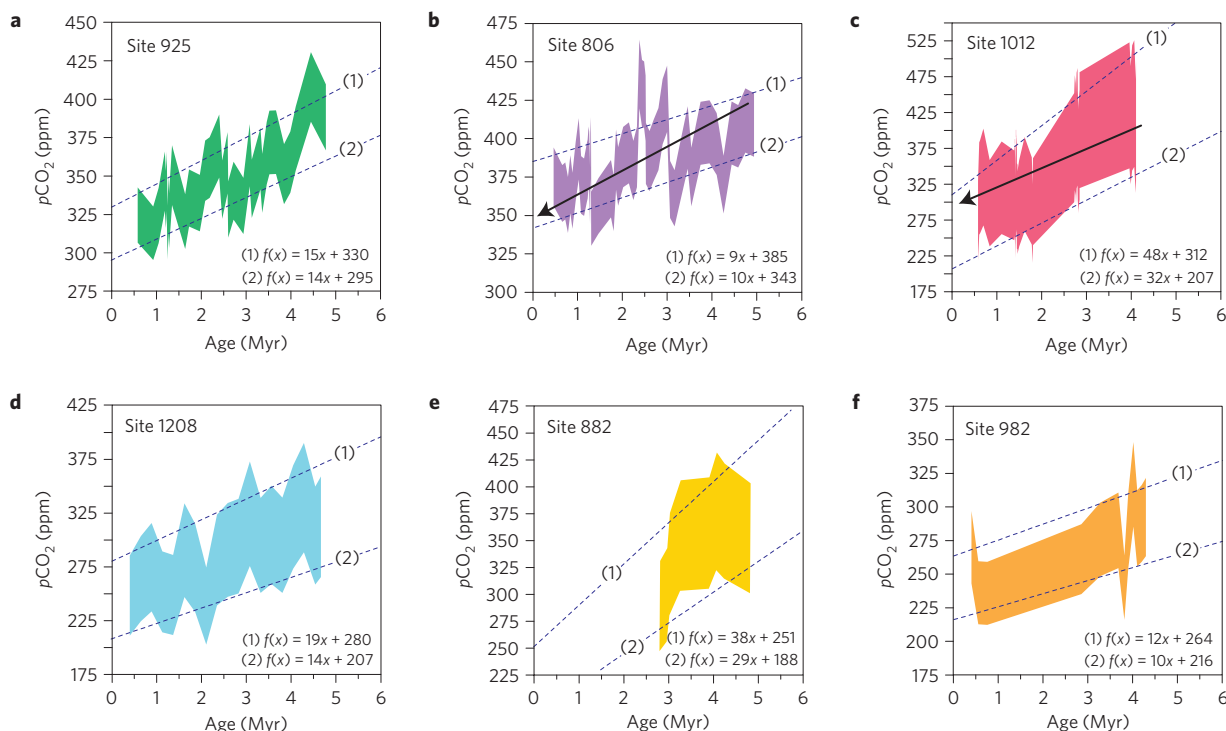 a
Site 925
pCO2 (ppm)
450
425
400
375
350
325
300
275
(1)
(2)
(1) f(x) = 15x + 330
(2) f(x) = 14x + 295
0 1 2 3 4 5 6
Age (Myr)
b
Site 806
pCO2 (ppm)
475
450
425
400
375
350
325
300
(1)
(2)
(1) f(x) = 9x + 385
(2) f(x) = 10x + 343
0 1 2 3 4 5 6
Age (Myr)
c
Site 1012
pCO2 (ppm)
525
475
425
375
325
275
225
175
(1)
(2)
(1) f(x) = 48x + 312
(2) f(x) = 32x + 207
0 1 2 3 4 5 6
Age (Myr)
d
Site 1208
pCO2 (ppm)
425
375
325
275
225
175
(1)
(2)
(1) f(x) = 19x + 280
(2) f(x) = 14x + 207
0 1 2 3 4 5 6
Age (Myr)
e
Site 882
pCO2 (ppm)
475
450
425
400
375
350
325
300
275
250
225
(1)
(2)
(1) f(x) = 38x + 251
(2) f(x) = 29x + 188
0 1 2 3 4 5 6
Age (Myr)
f
Site 982
pCO2 (ppm)
375
350
325
300
275
250
225
200
175
(1)
(2)
(1) f(x) = 12x + 264
(2) f(x) = 10x + 216
0 1 2 3 4 5 6
Age (Myr)